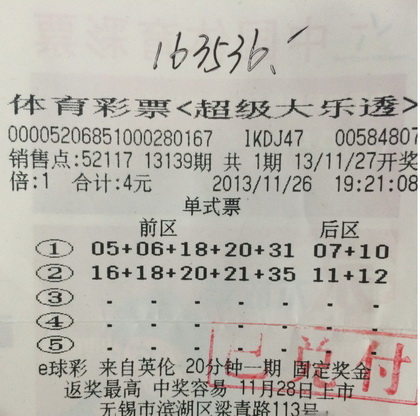 163536.
体育彩票<超级大乐透>
00005206851000280167 1KDJ47 00584807
销售点:52117 13139期 共 1期 13/11/27开奖
倍:1 合计:4元 2013/11/26 19:21:08
单式票
前区 后区
① 05+06+18+20+31 07+10
② 16+18+20+21+35 11+12
③ - - - - - - -
④ - - - - - - -
⑤ - - - - - - -
已兑付
e球彩 来自英伦 20分钟一期 固定奖金
返奖最高 中奖容易 11月28日上市
无锡市滨湖区梁青路113号